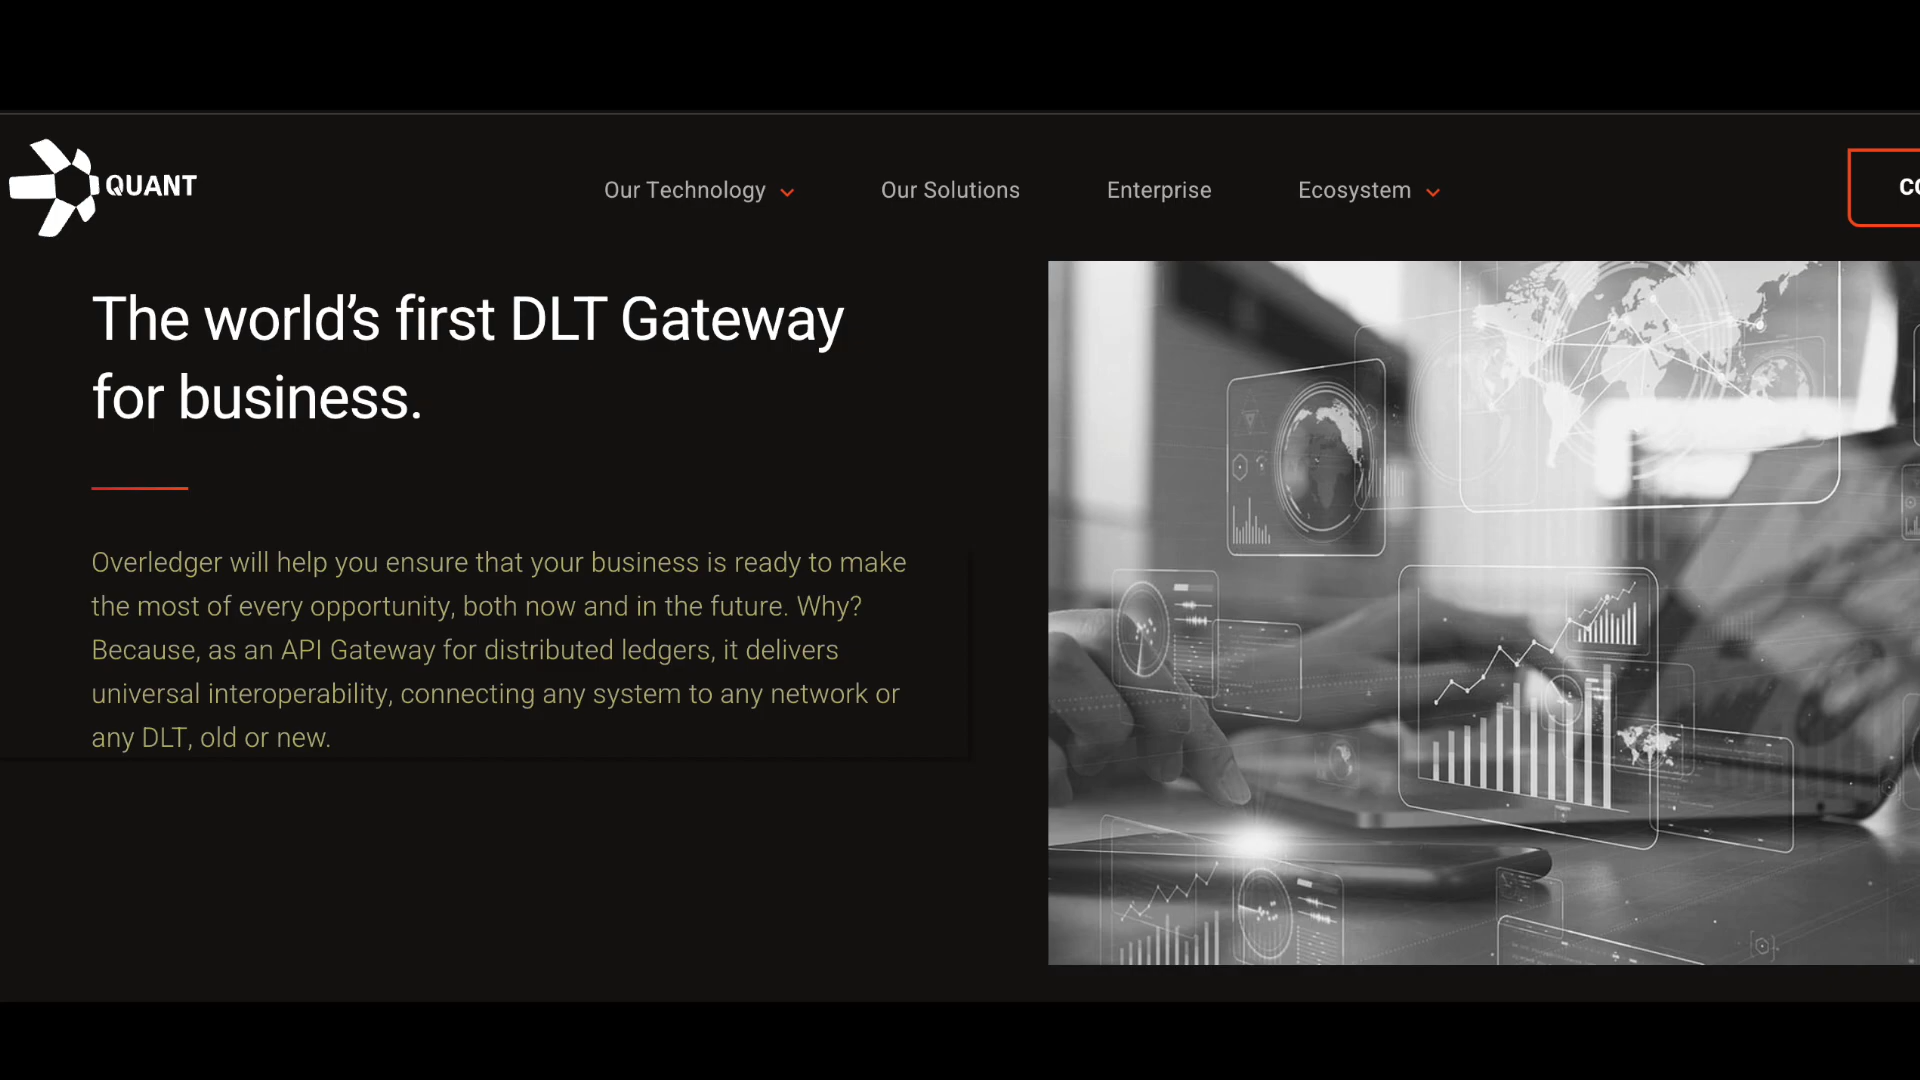 QUANT
Our Technology
Our Solutions
Enterprise
Ecosystem
The world’s first DLT Gateway
for business.
Overledger will help you ensure that your business is ready to make
the most of every opportunity, both now and in the future. Why?
Because, as an API Gateway for distributed ledgers, it delivers
universal interoperability, connecting any system to any network or
any DLT, old or new.